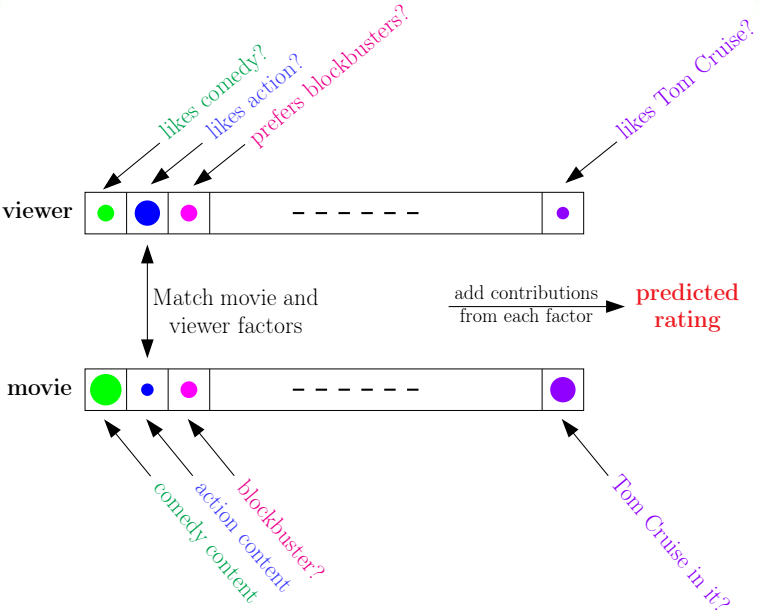 likes comedy?
likes action?
prefers blockbusters?
likes Tom Cruise?
viewer
Match movie and
viewer factors
add contributions
from each factor
predicted
rating
movie
comedy content
action content
blockbuster?
Tom Cruise in it?